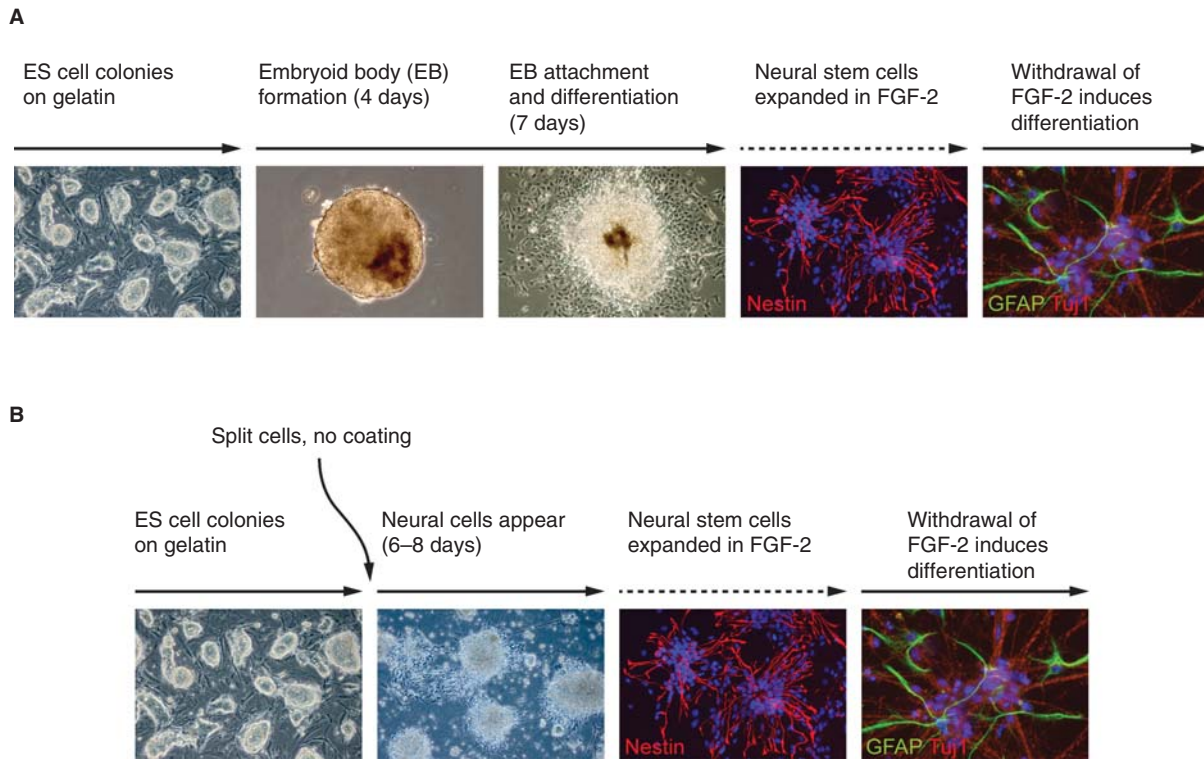 A
ES cell colonies
on gelatin
Embryoid body (EB)
formation (4 days)
EB attachment
and differentiation
(7 days)
Neural stem cells
expanded in FGF-2
Withdrawal of
FGF-2 induces
differentiation
Nestin
GFAP Tuj1
B
Split cells, no coating
ES cell colonies
on gelatin
Neural cells appear
(6–8 days)
Neural stem cells
expanded in FGF-2
Withdrawal of
FGF-2 induces
differentiation
Nestin
GFAP Tuj1